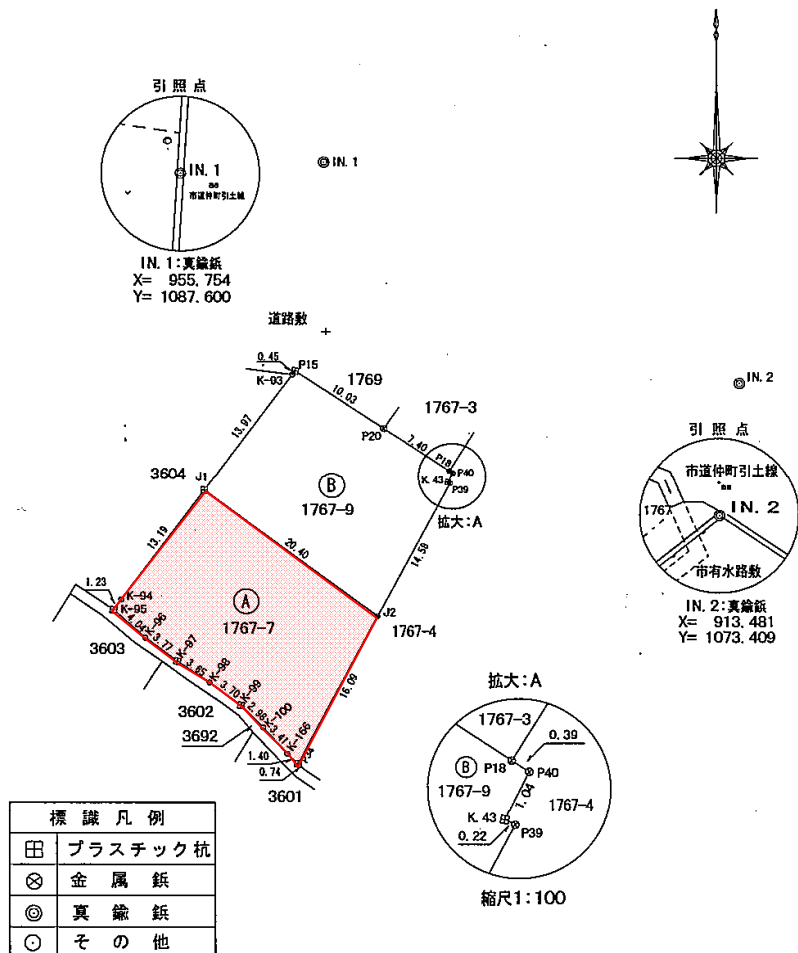 引照点
IN. 1
市道仲町引土線
IN. 1:真鍮鋲
X= 955, 754
Y= 1087, 600
IN. 1
道路敷
0.45
P15
K-93
1769
10.03
1767-3
P20
7.40
P18
P40
K. 43
P39
拡大:A
13.97
3604
J1
B
1767-9
14.58
20.40
13.19
J2
1767-4
1.23
K-94
K-95
A
1767-7
4.04
K-96
3.77
K-97
3.65
K-98
3.70
K-99
2.98
K-100
3.41
K-166
1.40
P34
0.74
16.09
3603
3602
3692
3601
IN. 2
引照点
市道仲町引土線
1767
IN. 2
市有水路敷
IN. 2:真鍮鋲
X= 913, 481
Y= 1073, 409
拡大:A
1767-3
0.39
P18
P40
B
1767-9
1.04
1767-4
K. 43
P39
0.22
縮尺1:100
標識凡例
プラスチック杭
金属鋲
真鍮鋲
その他